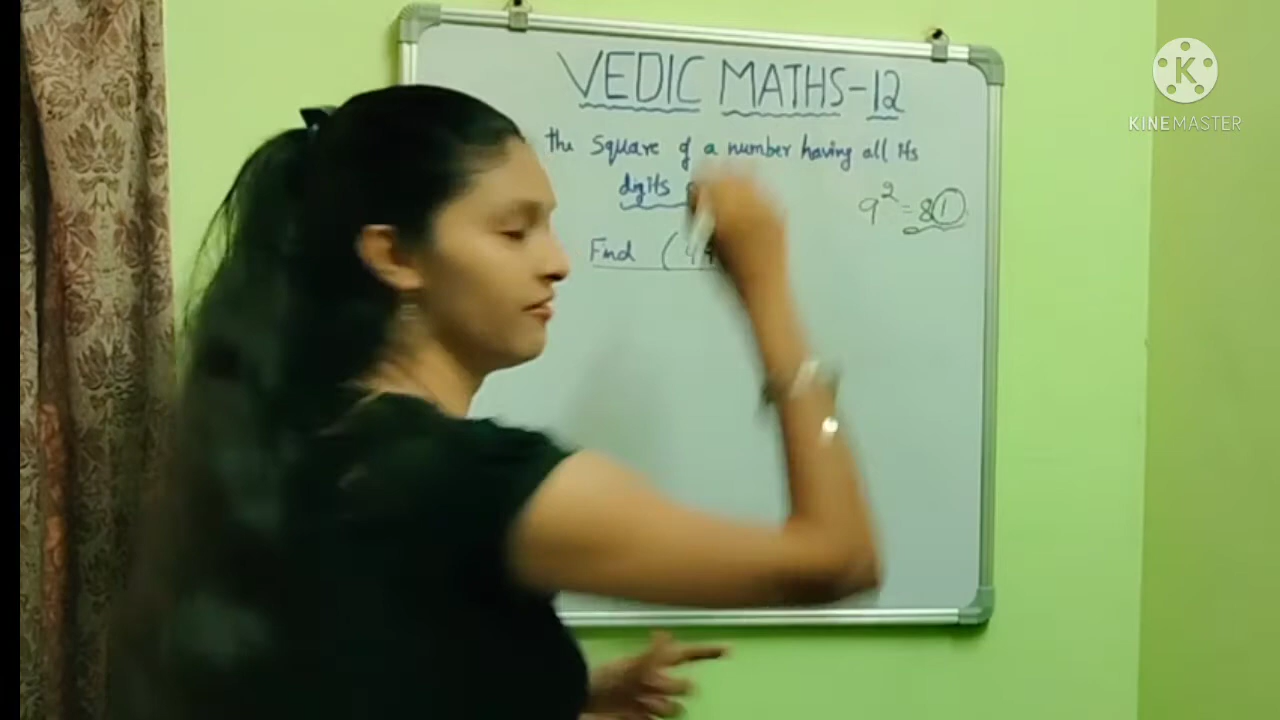 VEDIC MATHS-12
the Square of a number having all its
digits
9² = 81
Find (
KINEMASTER